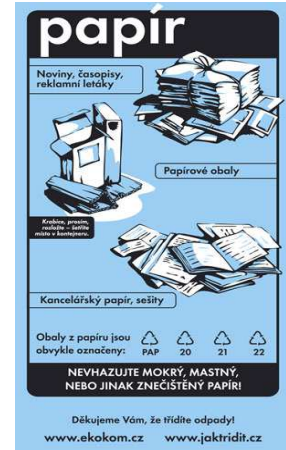 papír
Noviny, časopisy,
reklamní letáky
Papírové obaly
Krabice, prosím,
rozložte – šetříte
místo v kontejneru.
Kancelářský papír, sešity
Obaly z papíru jsou
obvykle označeny:
PAP 20 21 22
NEVHAZUJTE MOKRÝ, MASTNÝ,
NEBO JINAK ZNEČIŠTĚNÝ PAPÍR!
Děkujeme Vám, že třídíte odpady!
www.ekokom.cz www.jaktridit.cz